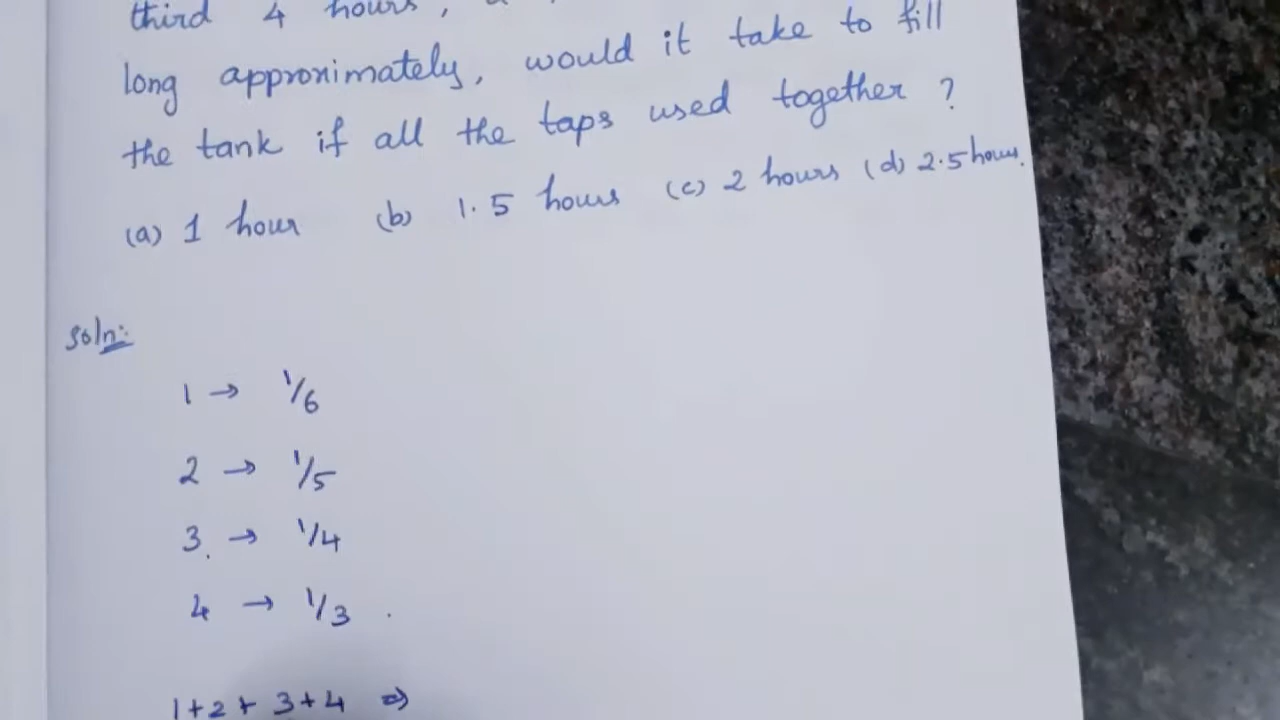 third 4 hours,
long approximately, would it take to fill
the tank if all the taps used together ?
(a) 1 hour (b) 1.5 hours (c) 2 hours (d) 2.5 hours.
Soln:
1 → 1/6
2 → 1/5
3. → 1/4
4 → 1/3 .
1+2+3+4 ⇒